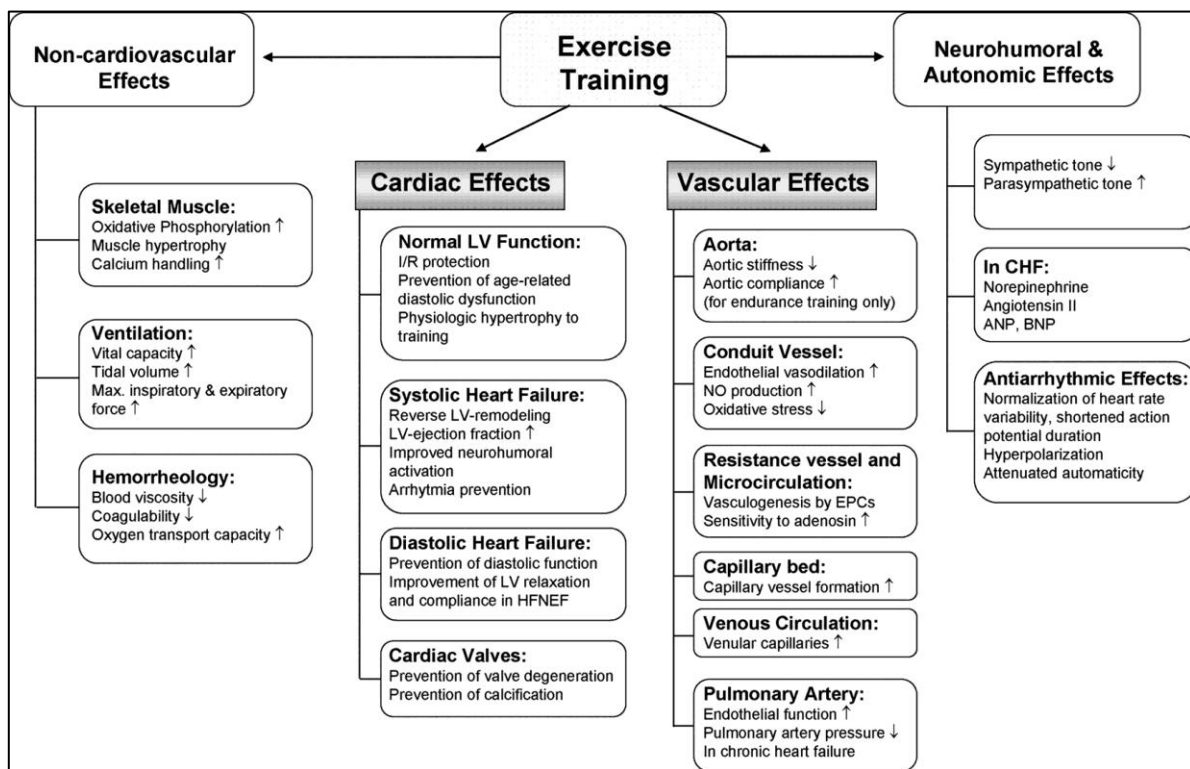 Exercise
Training
Non-cardiovascular
Effects
Skeletal Muscle:
Oxidative Phosphorylation ↑
Muscle hypertrophy
Calcium handling ↑
Ventilation:
Vital capacity ↑
Tidal volume ↑
Max. inspiratory & expiratory
force ↑
Hemorrheology:
Blood viscosity ↓
Coagulability ↓
Oxygen transport capacity ↑
Cardiac Effects
Normal LV Function:
I/R protection
Prevention of age-related
diastolic dysfunction
Physiologic hypertrophy to
training
Systolic Heart Failure:
Reverse LV-remodeling
LV-ejection fraction ↑
Improved neurohumoral
activation
Arrhytmia prevention
Diastolic Heart Failure:
Prevention of diastolic function
Improvement of LV relaxation
and compliance in HFNEF
Cardiac Valves:
Prevention of valve degeneration
Prevention of calcification
Vascular Effects
Aorta:
Aortic stiffness ↓
Aortic compliance ↑
(for endurance training only)
Conduit Vessel:
Endothelial vasodilation ↑
NO production ↑
Oxidative stress ↓
Resistance vessel and
Microcirculation:
Vasculogenesis by EPCs
Sensitivity to adenosin ↑
Capillary bed:
Capillary vessel formation ↑
Venous Circulation:
Venular capillaries ↑
Pulmonary Artery:
Endothelial function ↑
Pulmonary artery pressure ↓
In chronic heart failure
Neurohumoral &
Autonomic Effects
Sympathetic tone ↓
Parasympathetic tone ↑
In CHF:
Norepinephrine
Angiotensin II
ANP, BNP
Antiarrhythmic Effects:
Normalization of heart rate
variability, shortened action
potential duration
Hyperpolarization
Attenuated automaticity